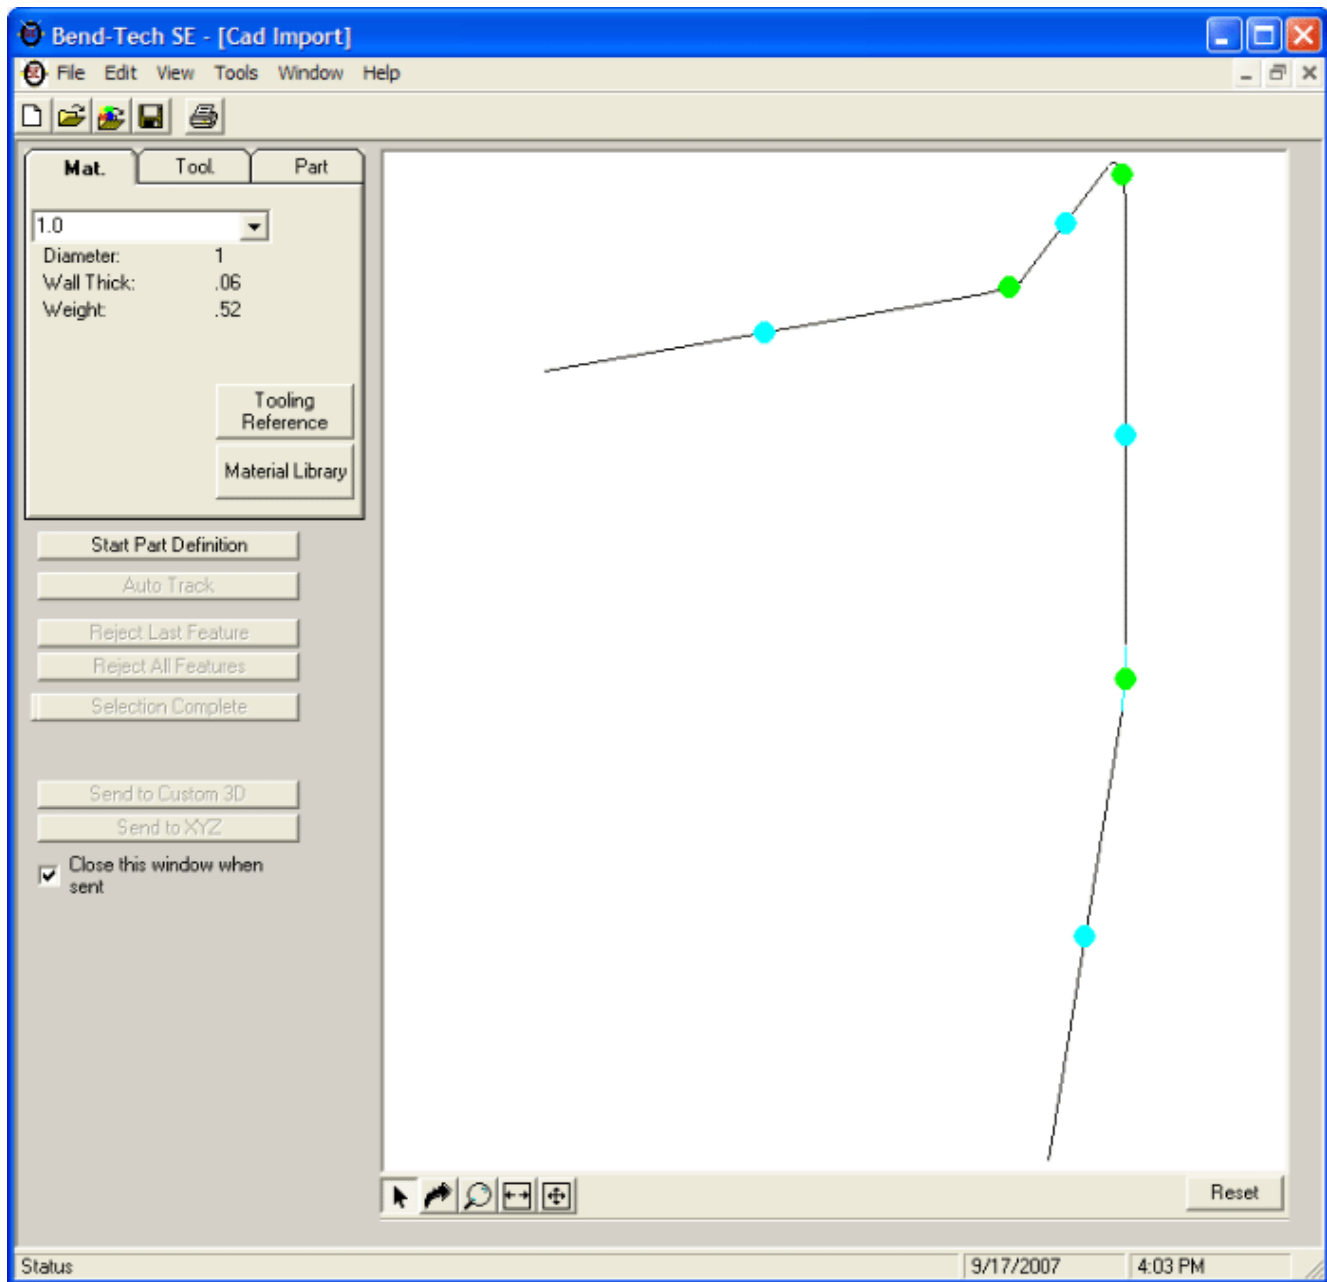 Bend-Tech SE - [Cad Import]
File Edit View Tools Window Help
Mat. Tool. Part
1.0
Diameter: 1
Wall Thick: .06
Weight: .52
Tooling
Reference
Material Library
Start Part Definition
Auto Track
Reject Last Feature
Reject All Features
Selection Complete
Send to Custom 3D
Send to XYZ
Close this window when
sent
Reset
Status 9/17/2007 4:03 PM